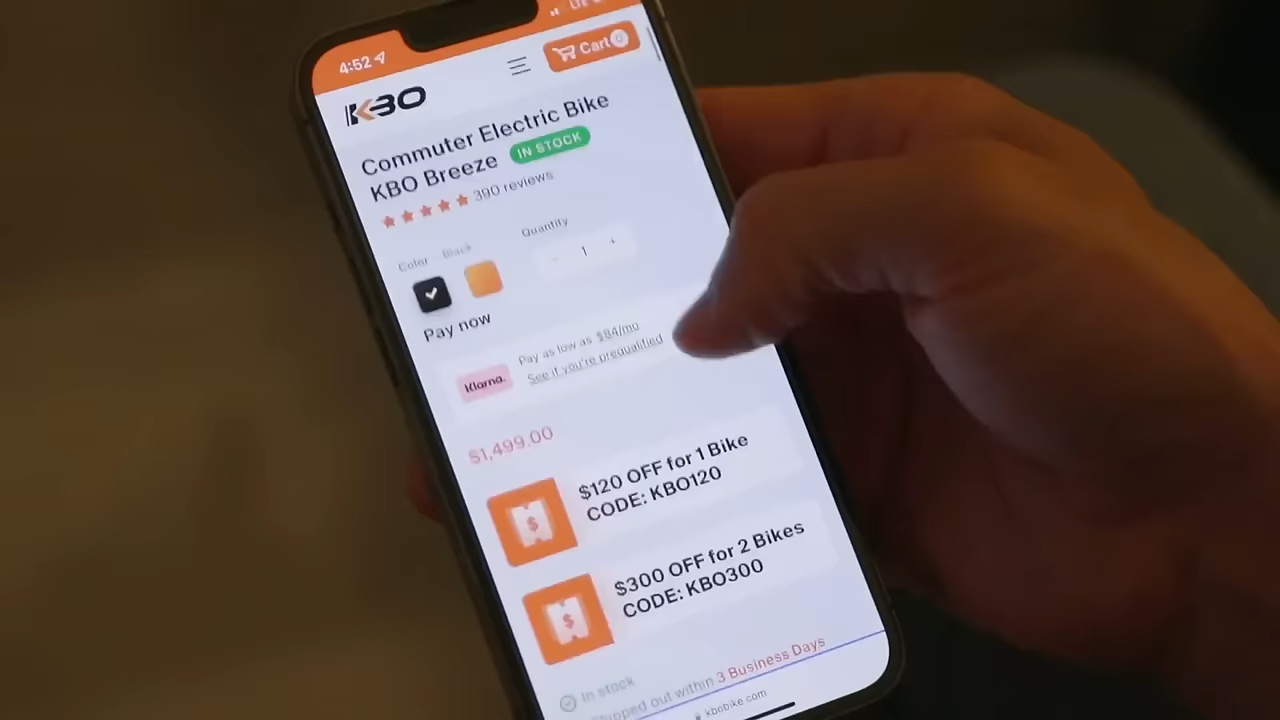 4:52
LTE
Cart 0
KBO
Commuter Electric Bike
KBO Breeze IN STOCK
390 reviews
Color - Black
Quantity
- 1 +
Pay now
Klarna.
Pay as low as $84/mo
See if you're prequalified
$1,499.00
$120 OFF for 1 Bike
CODE: KBO120
$300 OFF for 2 Bikes
CODE: KBO300
In stock
Shipped out within 3 Business Days
kbobike.com